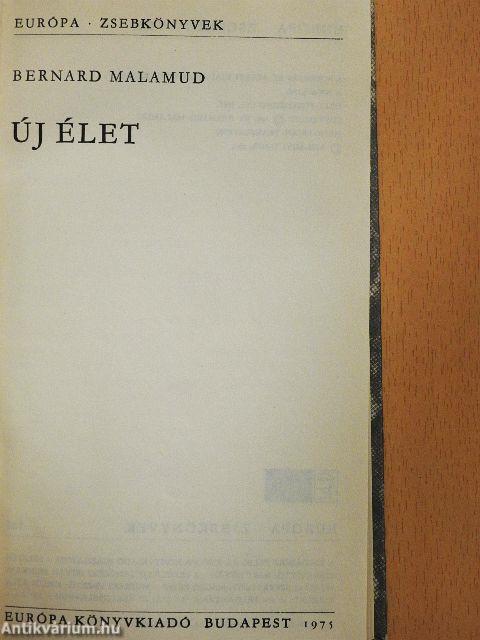 EURÓPA · ZSEBKÖNYVEK
BERNARD MALAMUD
ÚJ ÉLET
EURÓPA KÖNYVKIADÓ BUDAPEST 1975
Antikvarium.hu